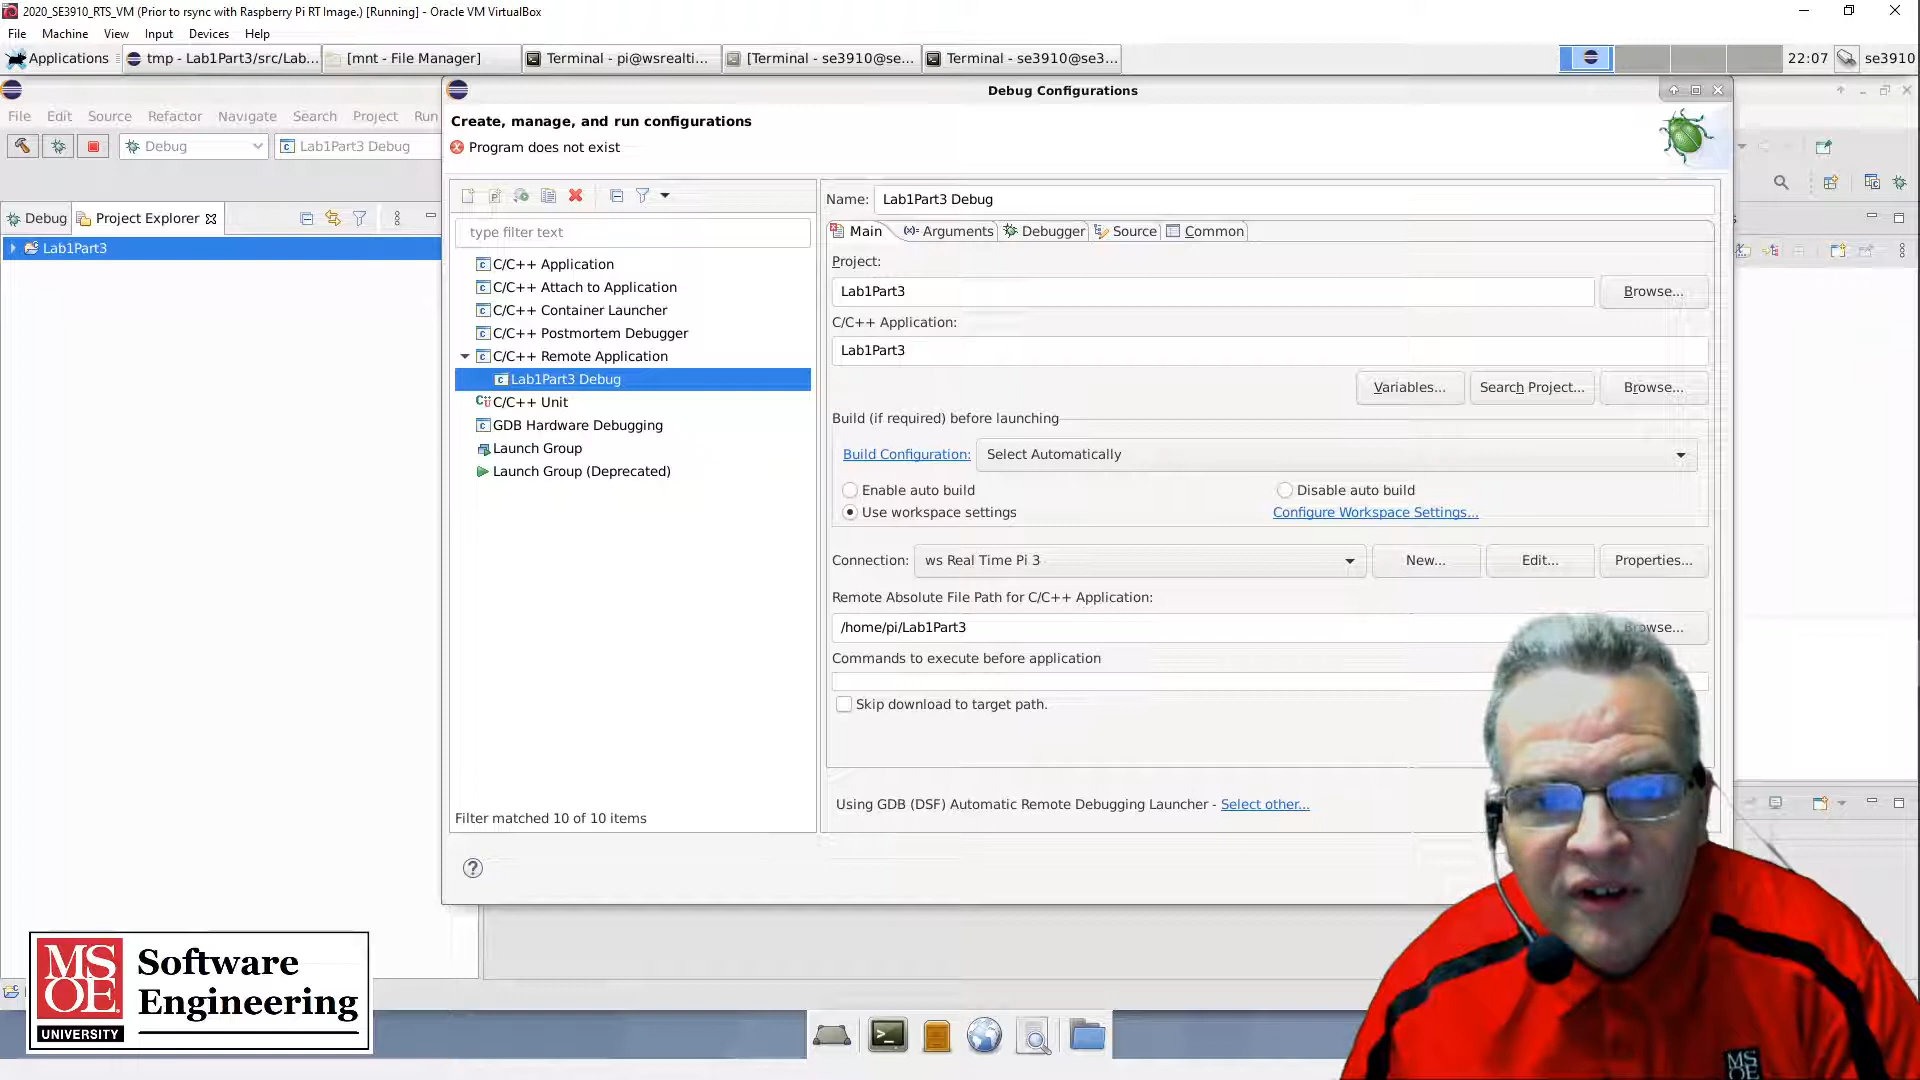 2020_SE3910_RTS_VM (Prior to rsync with Raspberry Pi RT Image.) [Running] - Oracle VM VirtualBox
File Machine View Input Devices Help
Applications tmp - Lab1Part3/src/Lab... [mnt - File Manager] Terminal - pi@wsrealti... [Terminal - se3910@se... Terminal - se3910@se3... 22:07 se3910
Debug Configurations
File Edit Source Refactor Navigate Search Project Run
Create, manage, and run configurations
Program does not exist
Debug Lab1Part3 Debug
Debug Project Explorer
Lab1Part3
type filter text
C/C++ Application
C/C++ Attach to Application
C/C++ Container Launcher
C/C++ Postmortem Debugger
C/C++ Remote Application
Lab1Part3 Debug
C/C++ Unit
GDB Hardware Debugging
Launch Group
Launch Group (Deprecated)
Filter matched 10 of 10 items
Name: Lab1Part3 Debug
Main Arguments Debugger Source Common
Project:
Lab1Part3 Browse...
C/C++ Application:
Lab1Part3
Variables... Search Project... Browse...
Build (if required) before launching
Build Configuration: Select Automatically
Enable auto build Disable auto build
Use workspace settings Configure Workspace Settings...
Connection: ws Real Time Pi 3 New... Edit... Properties...
Remote Absolute File Path for C/C++ Application:
/home/pi/Lab1Part3 Browse...
Commands to execute before application
Skip download to target path.
Using GDB (DSF) Automatic Remote Debugging Launcher - Select other...
MS
OE
UNIVERSITY
Software
Engineering
MS
OE